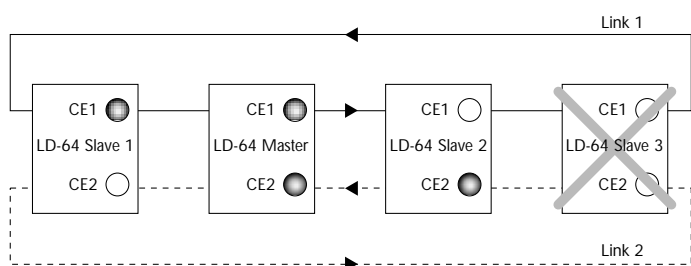 Link 1
CE1
LD-64 Slave 1
CE2
CE1
LD-64 Master
CE2
CE1
LD-64 Slave 2
CE2
CE1
LD-64 Slave 3
CE2
Link 2